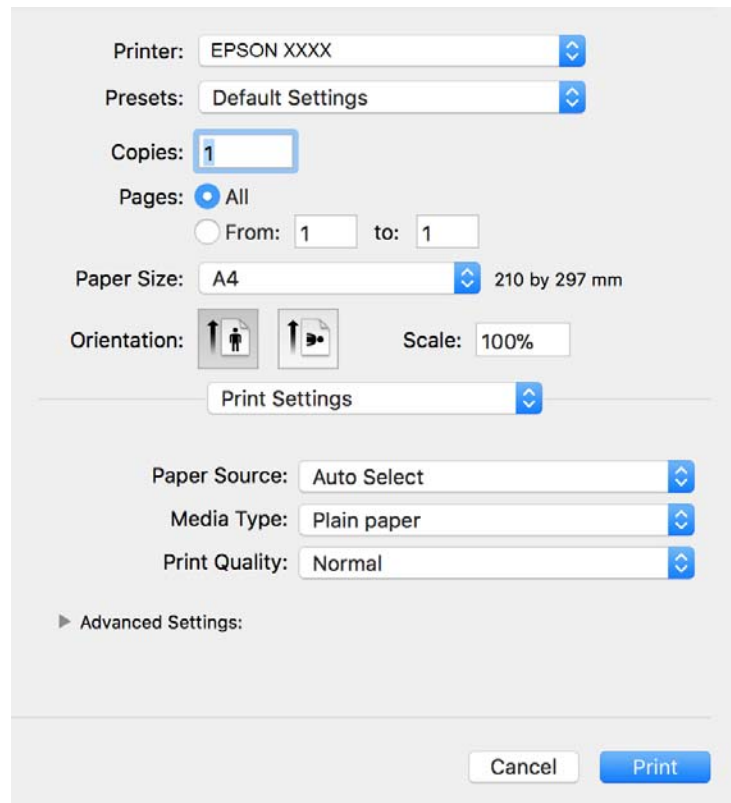 Printer: EPSON XXXX
Presets: Default Settings
Copies: 1
Pages: All
From: 1 to: 1
Paper Size: A4 210 by 297 mm
Orientation: Scale: 100%
Print Settings
Paper Source: Auto Select
Media Type: Plain paper
Print Quality: Normal
Advanced Settings:
Cancel Print